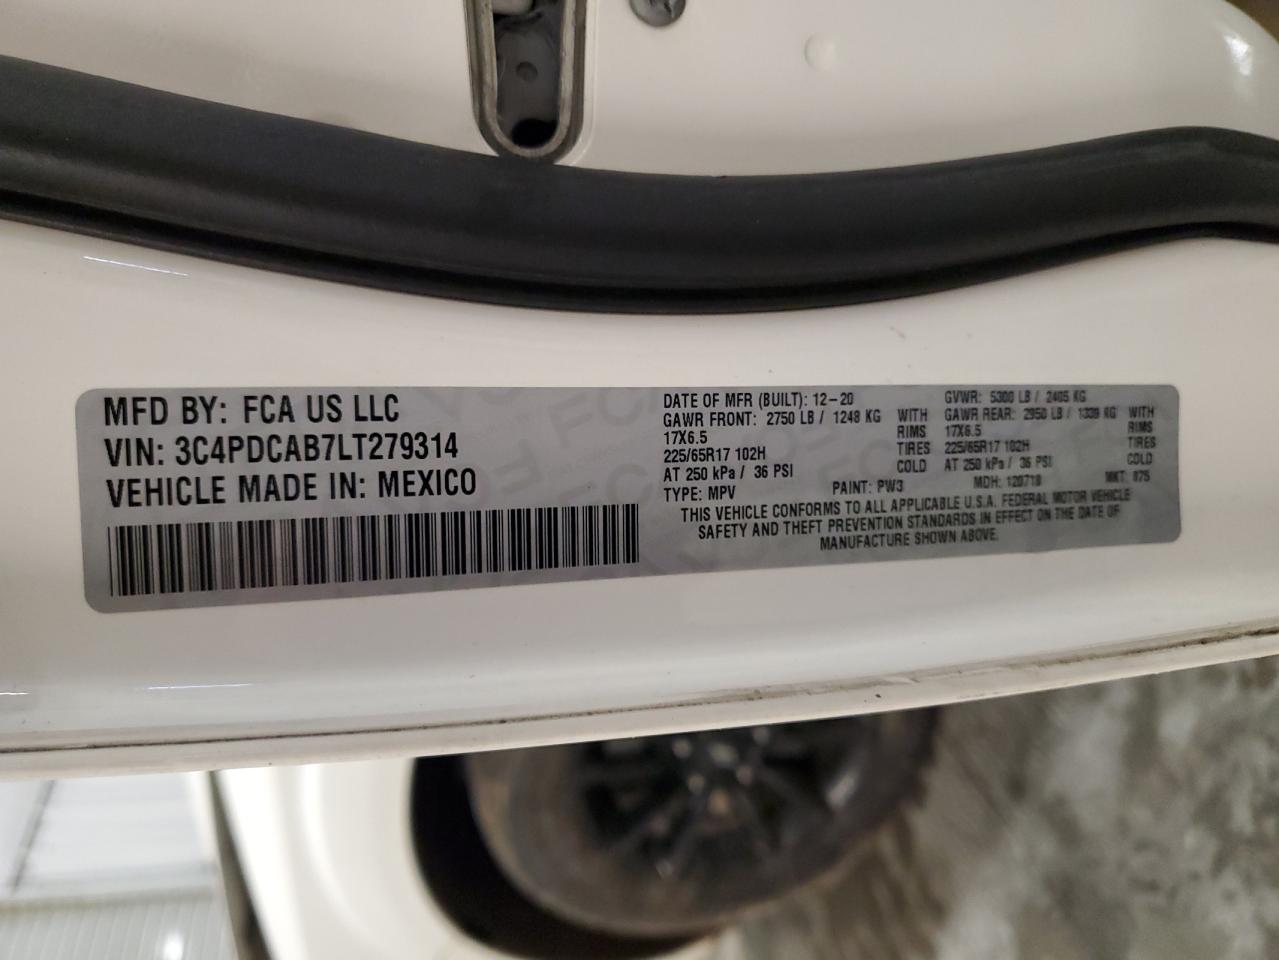 MFD BY: FCA US LLC
VIN: 3C4PDCAB7LT279314
VEHICLE MADE IN: MEXICO
DATE OF MFR (BUILT): 12-20 GVWR: 5300 LB / 2405 KG
GAWR FRONT: 2750 LB / 1248 KG WITH GAWR REAR: 2950 LB / 1339 KG WITH
17X6.5 RIMS 17X6.5 RIMS
225/65R17 102H TIRES 225/65R17 102H TIRES
AT 250 kPa / 36 PSI COLD AT 250 kPa / 36 PSI COLD
TYPE: MPV PAINT: PW3 MDH: 120718 MKT:
THIS VEHICLE CONFORMS TO ALL APPLICABLE U.S.A. FEDERAL MOTOR VEHICLE
SAFETY AND THEFT PREVENTION STANDARDS IN EFFECT ON THE DATE OF
MANUFACTURE SHOWN ABOVE.